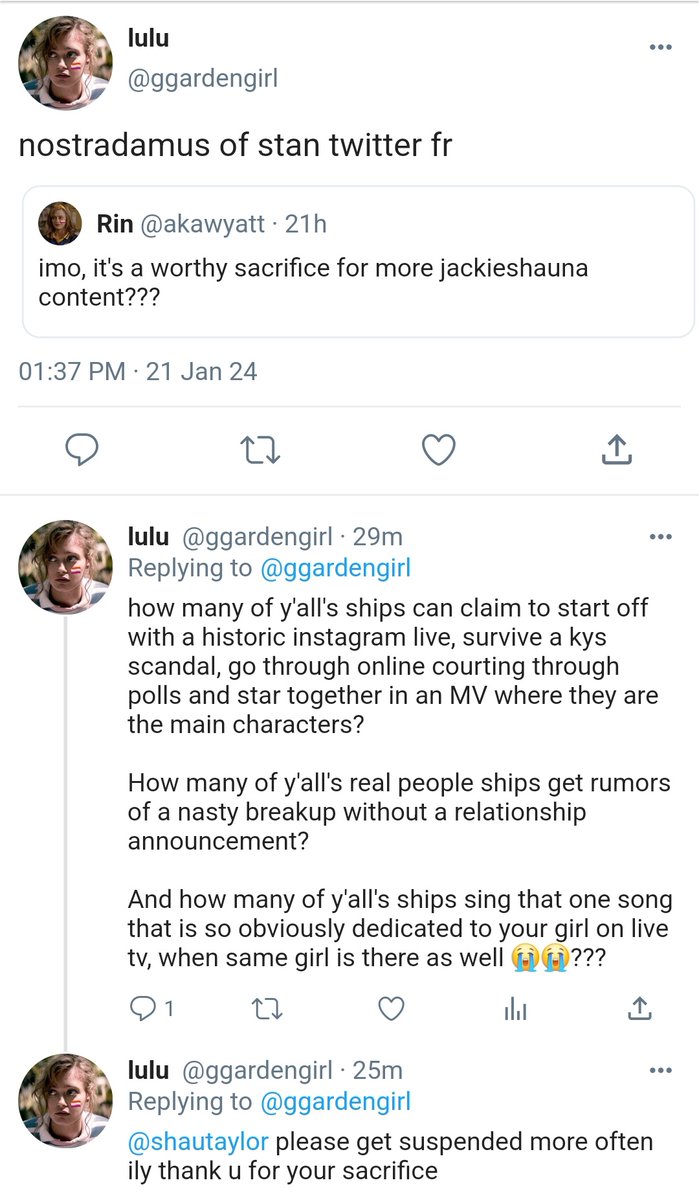 lulu
@ggardengirl
nostradamus of stan twitter fr
Rin @akawyatt · 21h
imo, it's a worthy sacrifice for more jackieshauna
content???
01:37 PM · 21 Jan 24
lulu @ggardengirl · 29m
Replying to @ggardengirl
how many of y'all's ships can claim to start off
with a historic instagram live, survive a kys
scandal, go through online courting through
polls and star together in an MV where they are
the main characters?
How many of y'all's real people ships get rumors
of a nasty breakup without a relationship
announcement?
And how many of y'all's ships sing that one song
that is so obviously dedicated to your girl on live
tv, when same girl is there as well 😭😭???
1
lulu @ggardengirl · 25m
Replying to @ggardengirl
@shautaylor please get suspended more often
ily thank u for your sacrifice